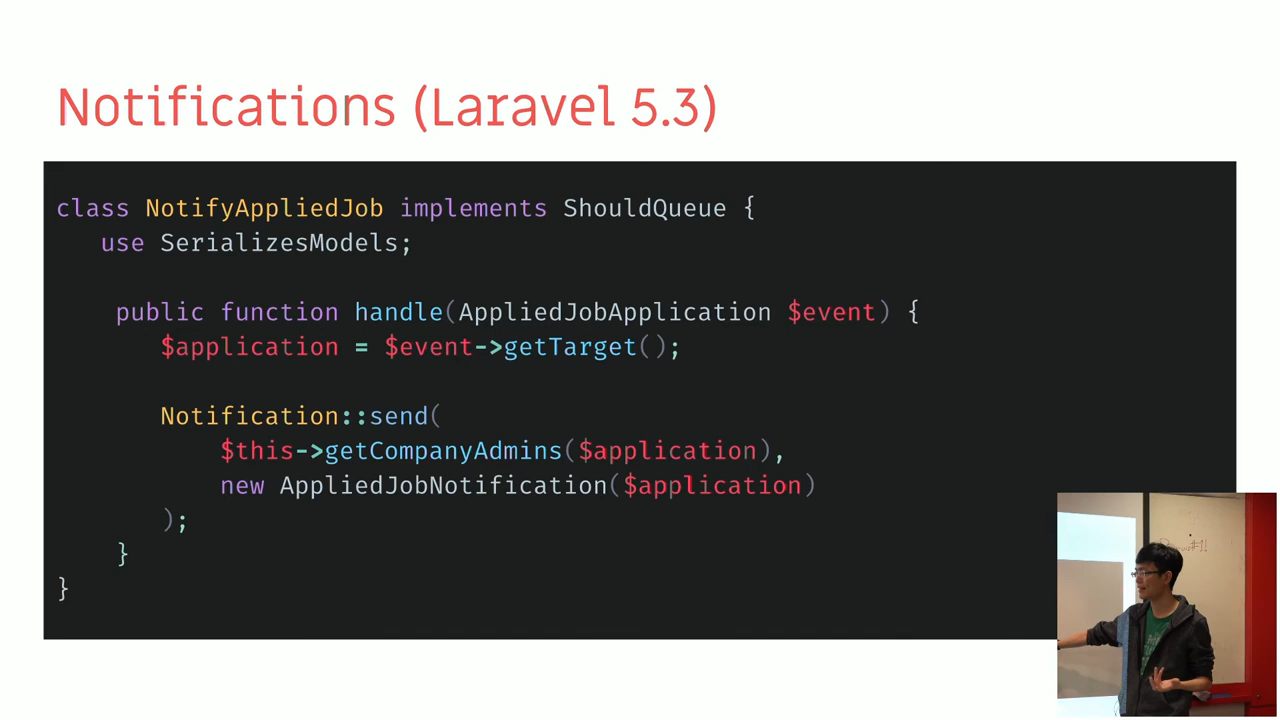 Notifications (Laravel 5.3)
class NotifyAppliedJob implements ShouldQueue {
use SerializesModels;
public function handle(AppliedJobApplication $event) {
$application = $event->getTarget();
Notification::send(
$this->getCompanyAdmins($application),
new AppliedJobNotification($application)
);
}
}